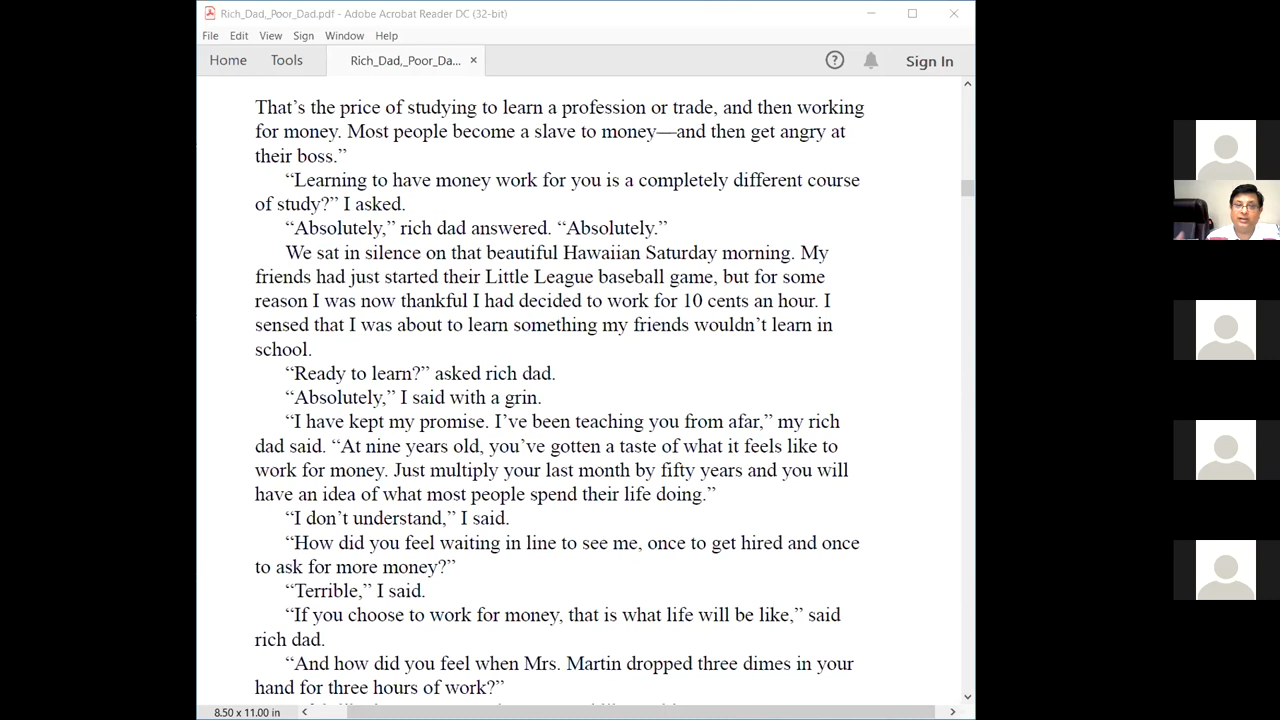 Rich_Dad,_Poor_Dad.pdf - Adobe Acrobat Reader DC (32-bit)
File Edit View Sign Window Help
Home Tools Rich_Dad,_Poor_Da... × Sign In
That’s the price of studying to learn a profession or trade, and then working
for money. Most people become a slave to money—and then get angry at
their boss.”
“Learning to have money work for you is a completely different course
of study?” I asked.
“Absolutely,” rich dad answered. “Absolutely.”
We sat in silence on that beautiful Hawaiian Saturday morning. My
friends had just started their Little League baseball game, but for some
reason I was now thankful I had decided to work for 10 cents an hour. I
sensed that I was about to learn something my friends wouldn’t learn in
school.
“Ready to learn?” asked rich dad.
“Absolutely,” I said with a grin.
“I have kept my promise. I’ve been teaching you from afar,” my rich
dad said. “At nine years old, you’ve gotten a taste of what it feels like to
work for money. Just multiply your last month by fifty years and you will
have an idea of what most people spend their life doing.”
“I don’t understand,” I said.
“How did you feel waiting in line to see me, once to get hired and once
to ask for more money?”
“Terrible,” I said.
“If you choose to work for money, that is what life will be like,” said
rich dad.
“And how did you feel when Mrs. Martin dropped three dimes in your
hand for three hours of work?”
8.50 x 11.00 in